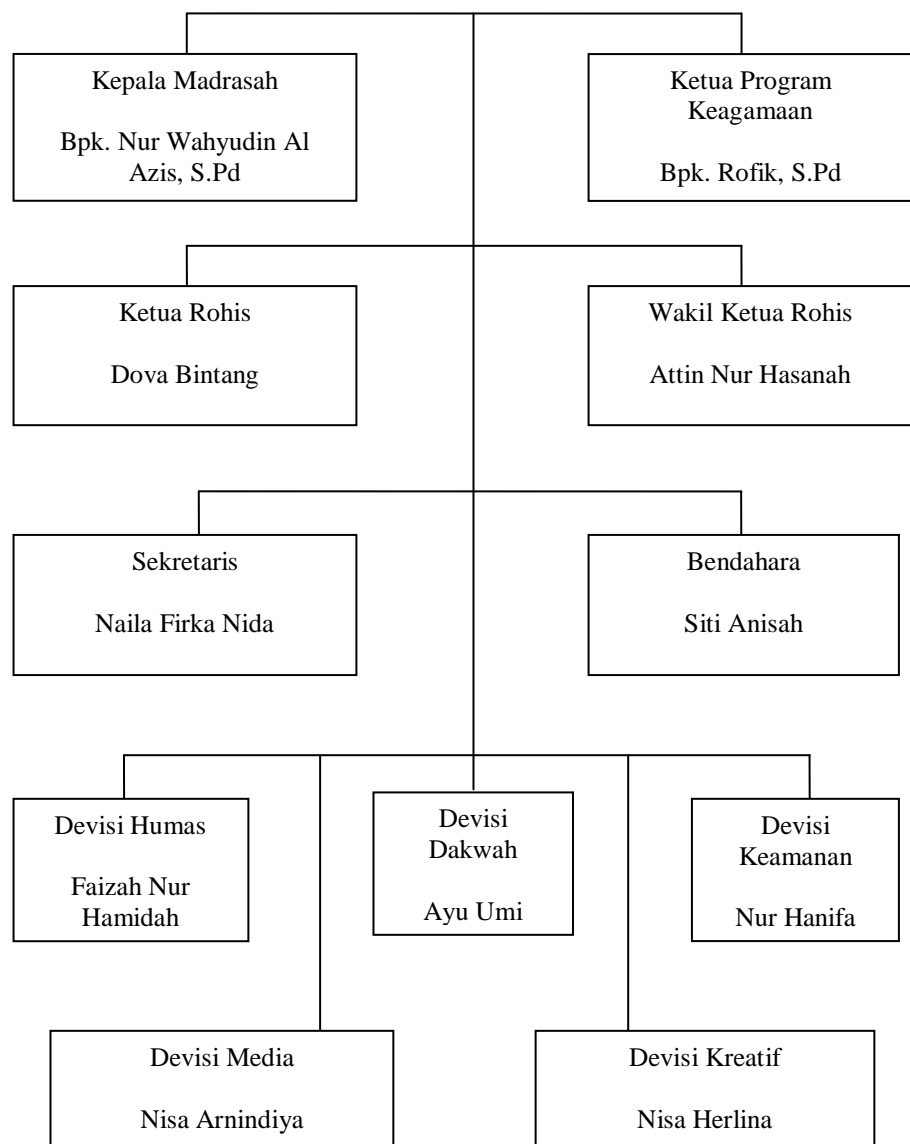 Kepala Madrasah
Bpk. Nur Wahyudin Al
Azis, S.Pd
Ketua Program
Keagamaan
Bpk. Rofik, S.Pd
Ketua Rohis
Dova Bintang
Wakil Ketua Rohis
Attin Nur Hasanah
Sekretaris
Naila Firka Nida
Bendahara
Siti Anisah
Devisi Humas
Faizah Nur
Hamidah
Devisi
Dakwah
Ayu Umi
Devisi
Keamanan
Nur Hanifa
Devisi Media
Nisa Arnindiya
Devisi Kreatif
Nisa Herlina